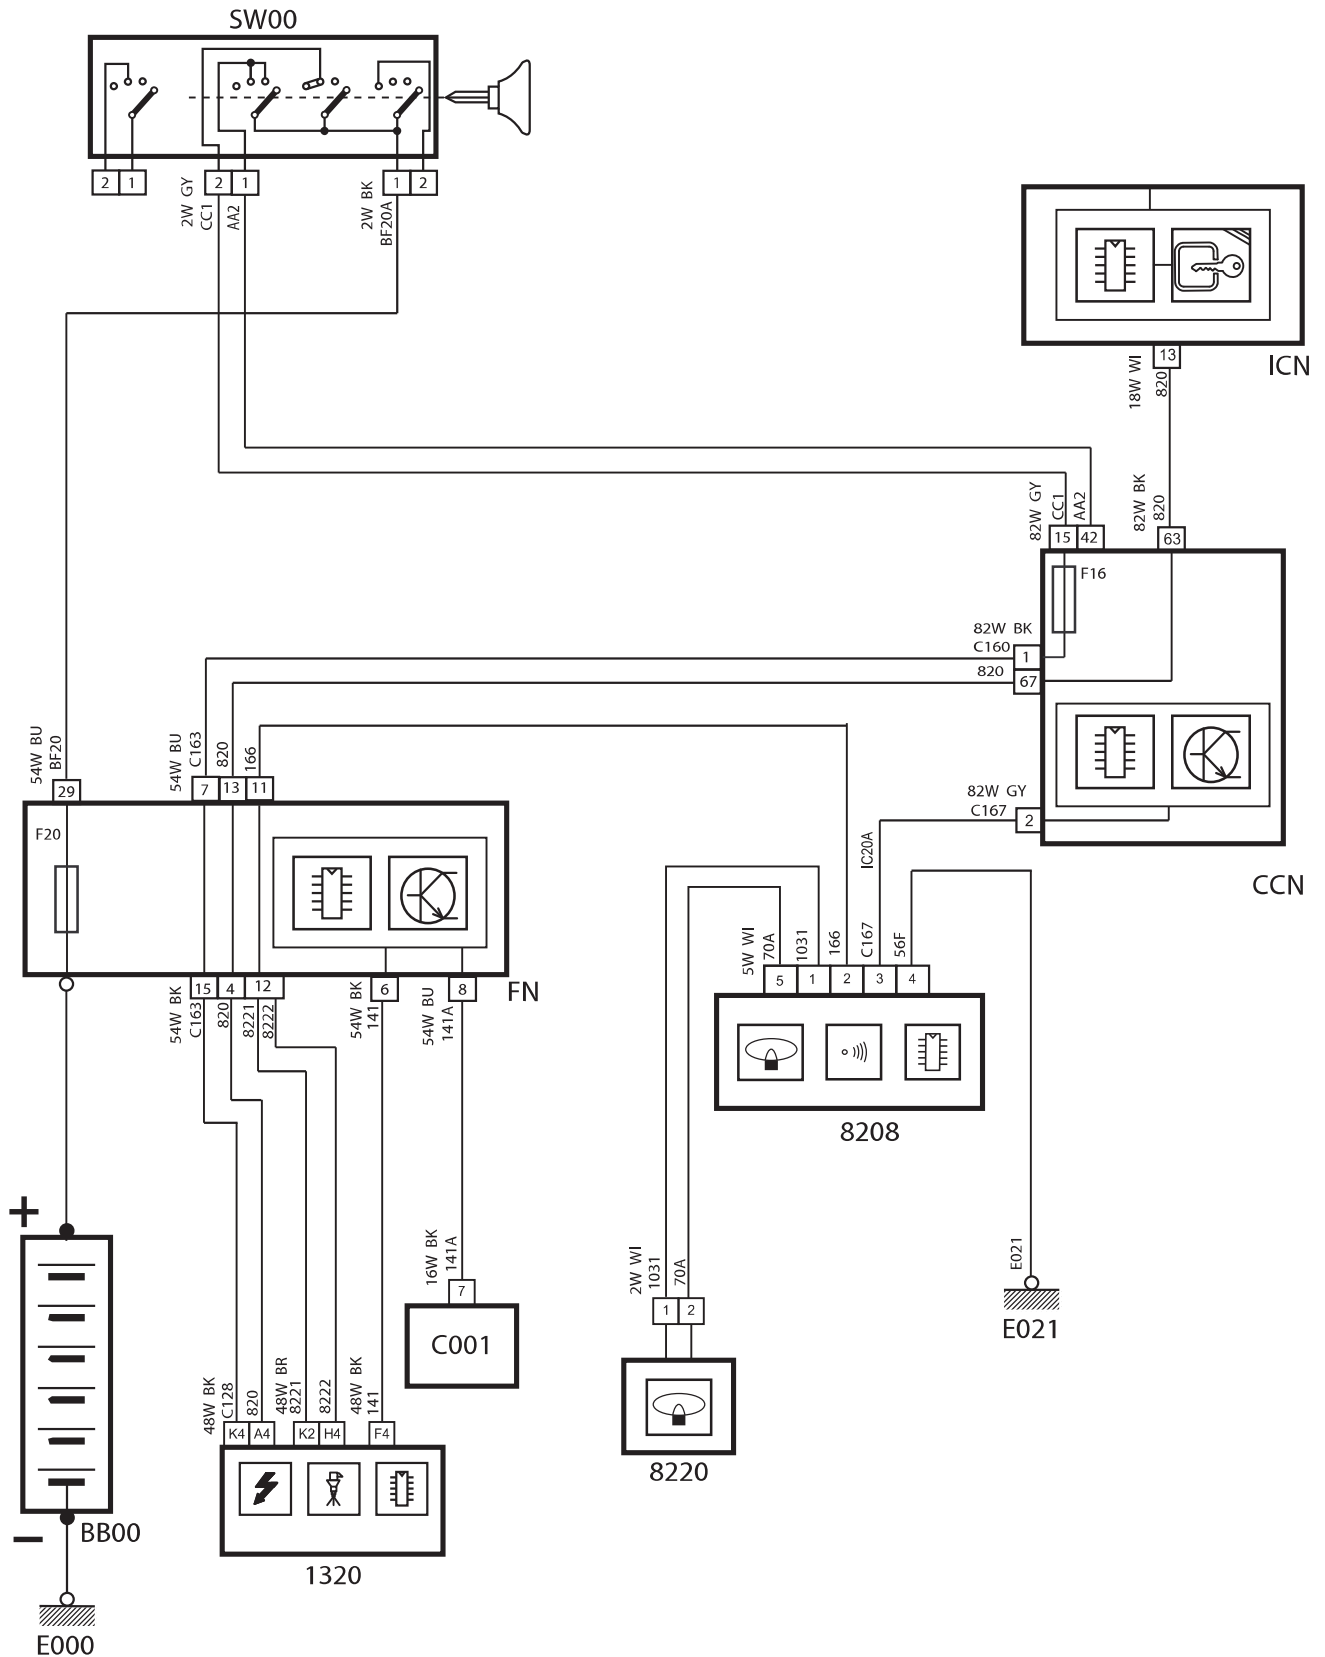 SW00
2
1
2
1
1
2
2W GY
CC1
AA2
2W BK
BF20A
13
ICN
18W WI
820
82W GY
CC1
AA2
82W BK
820
15
42
63
F16
82W BK
C160
1
820
67
54W BU
BF20
54W BU
C163
820
166
29
7
13
11
82W GY
C167
2
F20
IC20A
CCN
5W WI
70A
1031
166
C167
56F
5
1
2
3
4
15
4
12
6
8
FN
54W BK
C163
820
8221
8222
54W BK
141
54W BU
141A
8208
+
16W BK
141A
7
C001
2W WI
1031
70A
1
2
E021
E021
48W BK
C128
820
48W BR
8221
8222
48W BK
141
K4
A4
K2
H4
F4
8220
BB00
–
1320
E000